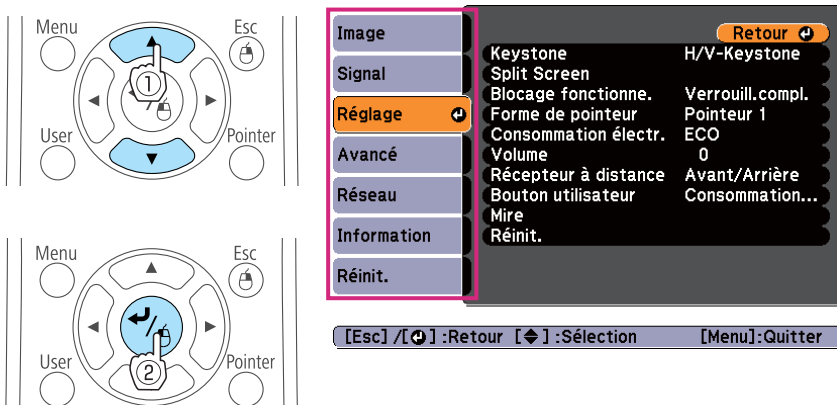 Menu
Esc
1
User
Pointer
Menu
Esc
User
Pointer
2
Image
Signal
Réglage
Avancé
Réseau
Information
Réinit.
Retour
Keystone H/V-Keystone
Split Screen
Blocage fonctionne. Verrouill.compl.
Forme de pointeur Pointeur 1
Consommation électr. ECO
Volume 0
Récepteur à distance Avant/Arrière
Bouton utilisateur Consommation...
Mire
Réinit.
[Esc] /[ ] :Retour [ ] :Sélection [Menu]:Quitter